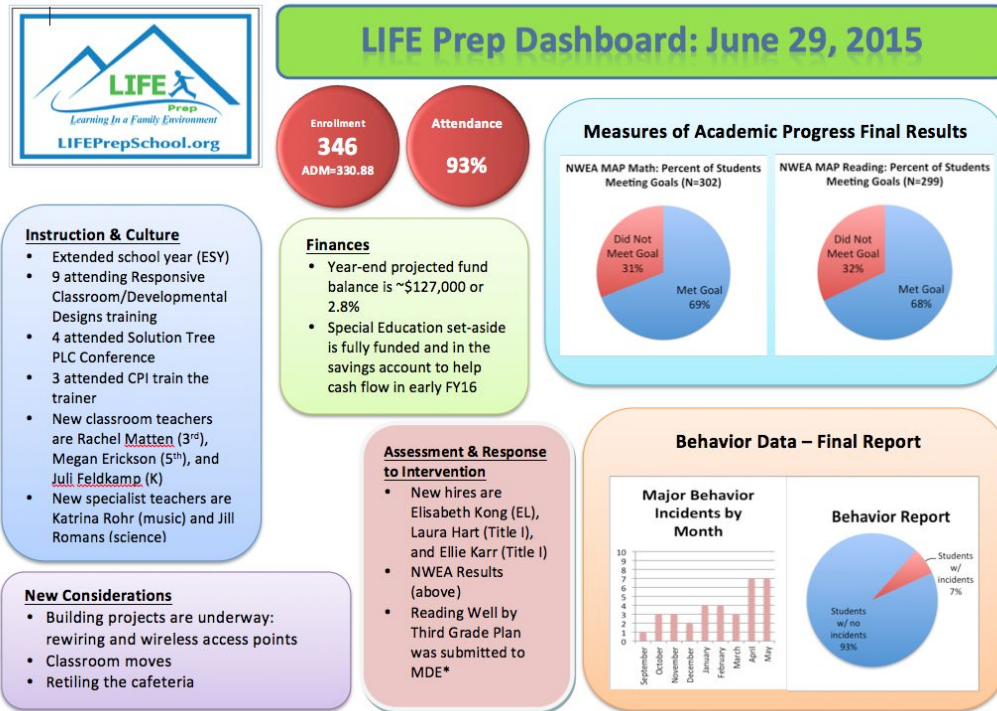 LIFE
Prep
Learning In a Family Environment
LIFEPrepSchool.org
LIFE Prep Dashboard: June 29, 2015
Enrollment
346
ADM=330.88
Attendance
93%
Measures of Academic Progress Final Results
NWEA MAP Math: Percent of Students
Meeting Goals (N=302)
Did Not
Meet Goal
31%
Met Goal
69%
NWEA MAP Reading: Percent of Students
Meeting Goals (N=299)
Did Not
Meet Goal
32%
Met Goal
68%
Instruction & Culture
• Extended school year (ESY)
• 9 attending Responsive
Classroom/Developmental
Designs training
• 4 attended Solution Tree
PLC Conference
• 3 attended CPI train the
trainer
• New classroom teachers
are Rachel Matten (3rd),
Megan Erickson (5th), and
Juli Feldkamp (K)
• New specialist teachers are
Katrina Rohr (music) and Jill
Romans (science)
Finances
• Year-end projected fund
balance is ~$127,000 or
2.8%
• Special Education set-aside
is fully funded and in the
savings account to help
cash flow in early FY16
Assessment & Response
to Intervention
• New hires are
Elisabeth Kong (EL),
Laura Hart (Title I),
and Ellie Karr (Title I)
• NWEA Results
(above)
• Reading Well by
Third Grade Plan
was submitted to
MDE*
New Considerations
• Building projects are underway:
rewiring and wireless access points
• Classroom moves
• Retiling the cafeteria
Behavior Data – Final Report
Major Behavior
Incidents by
Month
10
9
8
7
6
5
4
3
2
1
0
September
October
November
December
January
February
March
April
May
Behavior Report
Students
w/
incidents
7%
Students
w/ no
incidents
93%